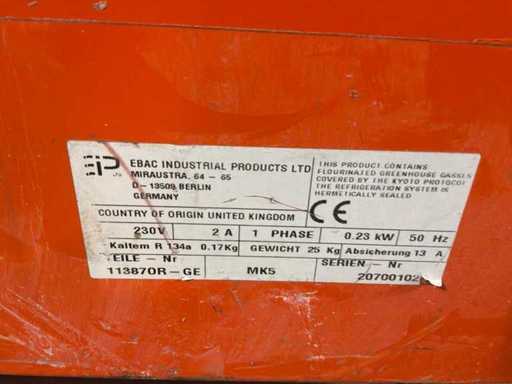 EIP LTD
EBAC INDUSTRIAL PRODUCTS LTD
MIRAUSTRA. 64 - 65
D-13509 BERLIN
GERMANY
THIS PRODUCT CONTAINS
FLOURINATED GREENHOUSE GASSES
COVERED BY THE KYOTO PROTOCOL
THE REFRIGERATION SYSTEM IS
HERMETICALLY SEALED
COUNTRY OF ORIGIN UNITED KINGDOM
CE
230V 2 A 1 PHASE 0.23 kW 50 Hz
Kaltem R 134a 0.17Kg GEWICHT 25 Kg Absicherung 13 A
TEILE - Nr MK5 SERIEN - Nr
11387OR-GE 20700102